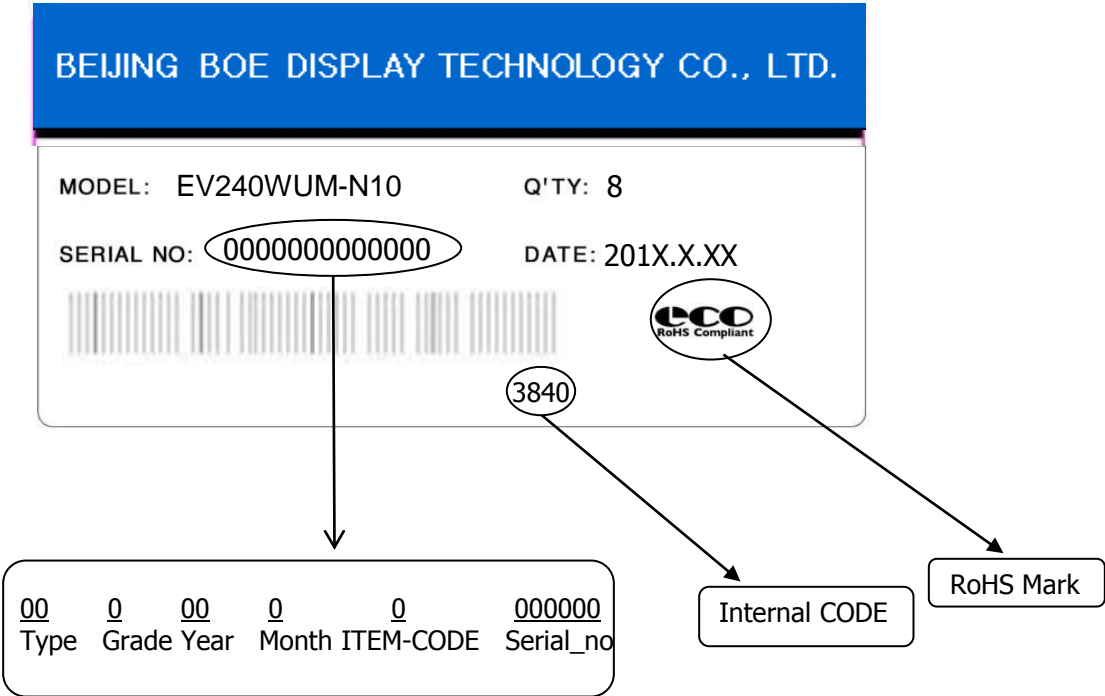 BEIJING BOE DISPLAY TECHNOLOGY CO., LTD.
MODEL: EV240WUM-N10 Q'TY: 8
SERIAL NO: 0000000000000 DATE: 201X.X.XX
eco
RoHS Compliant
3840
00 0 00 0 0 000000
Type Grade Year Month ITEM-CODE Serial_no
Internal CODE
RoHS Mark